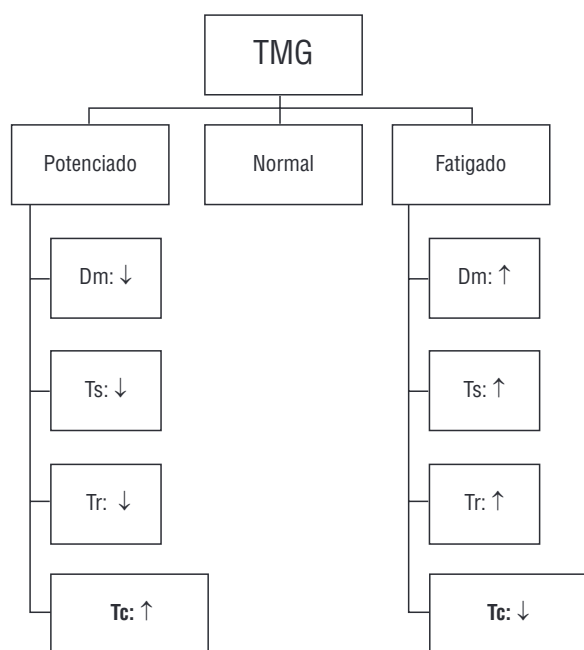 TMG
Potenciado
Normal
Fatigado
Dm: ↓
Dm: ↑
Ts: ↓
Ts: ↑
Tr: ↓
Tr: ↑
Tc: ↑
Tc: ↓